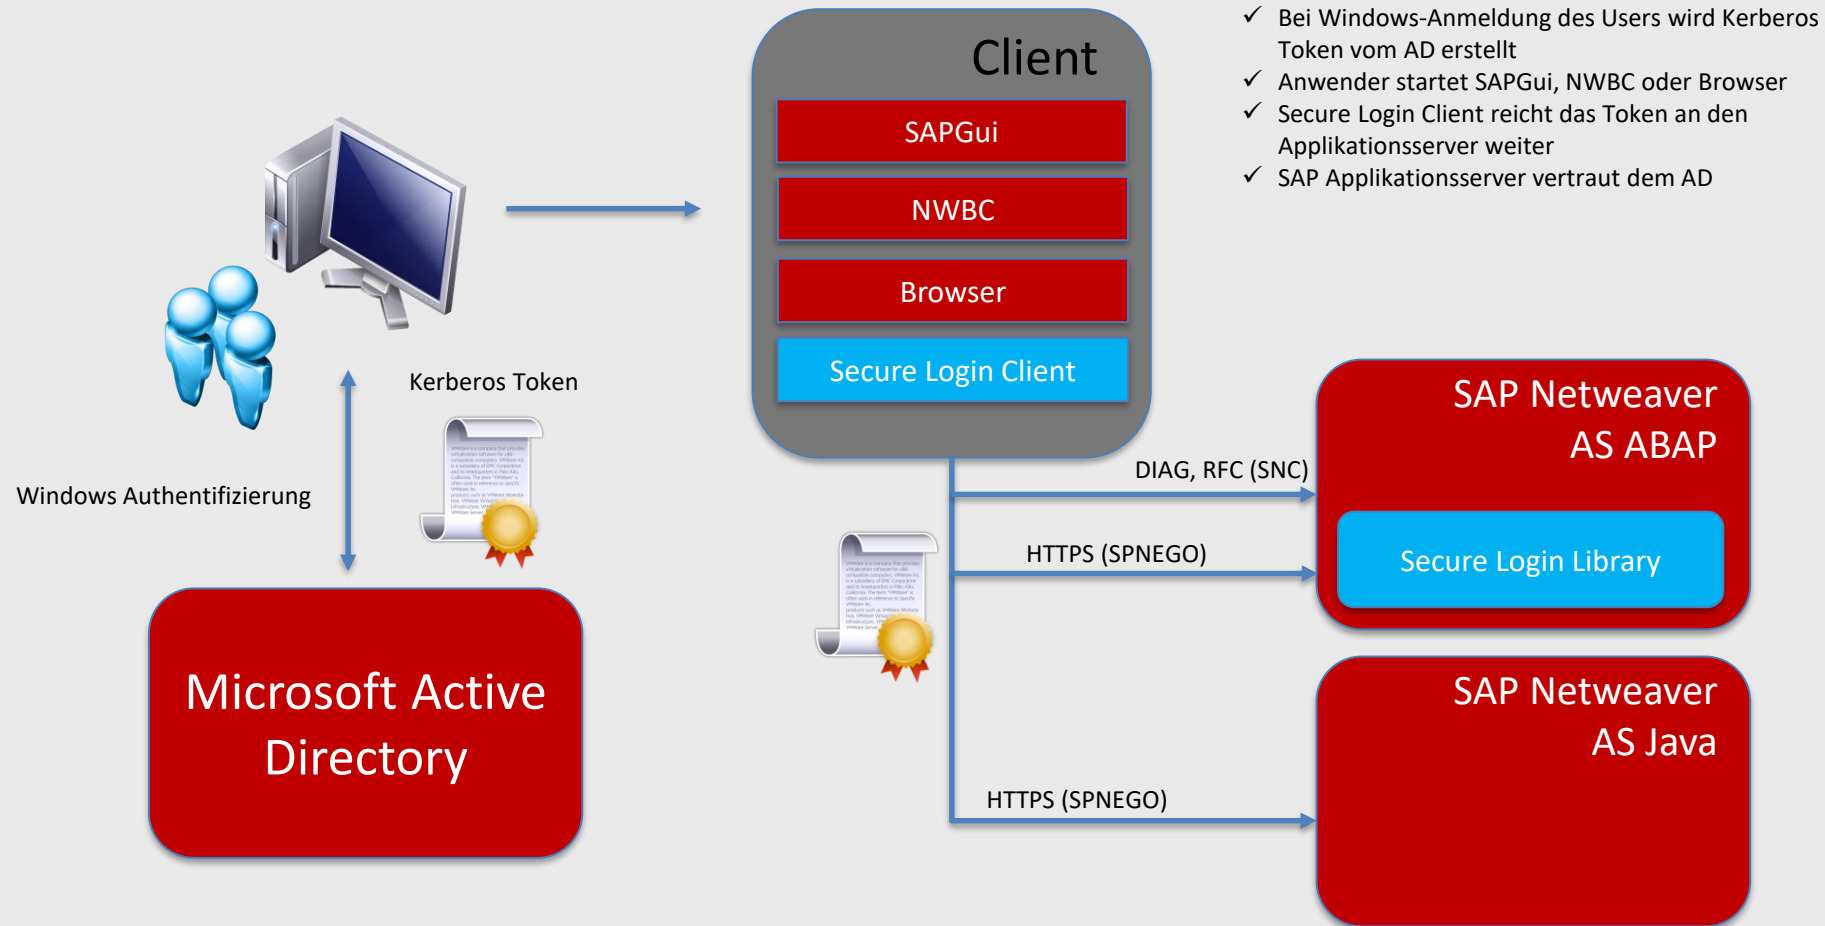 Client
SAPGui
NWBC
Browser
Secure Login Client
✓ Bei Windows-Anmeldung des Users wird Kerberos
Token vom AD erstellt
✓ Anwender startet SAPGui, NWBC oder Browser
✓ Secure Login Client reicht das Token an den
Applikationsserver weiter
✓ SAP Applikationsserver vertraut dem AD
Kerberos Token
Windows Authentifizierung
Microsoft Active
Directory
DIAG, RFC (SNC)
HTTPS (SPNEGO)
HTTPS (SPNEGO)
SAP Netweaver
AS ABAP
Secure Login Library
SAP Netweaver
AS Java